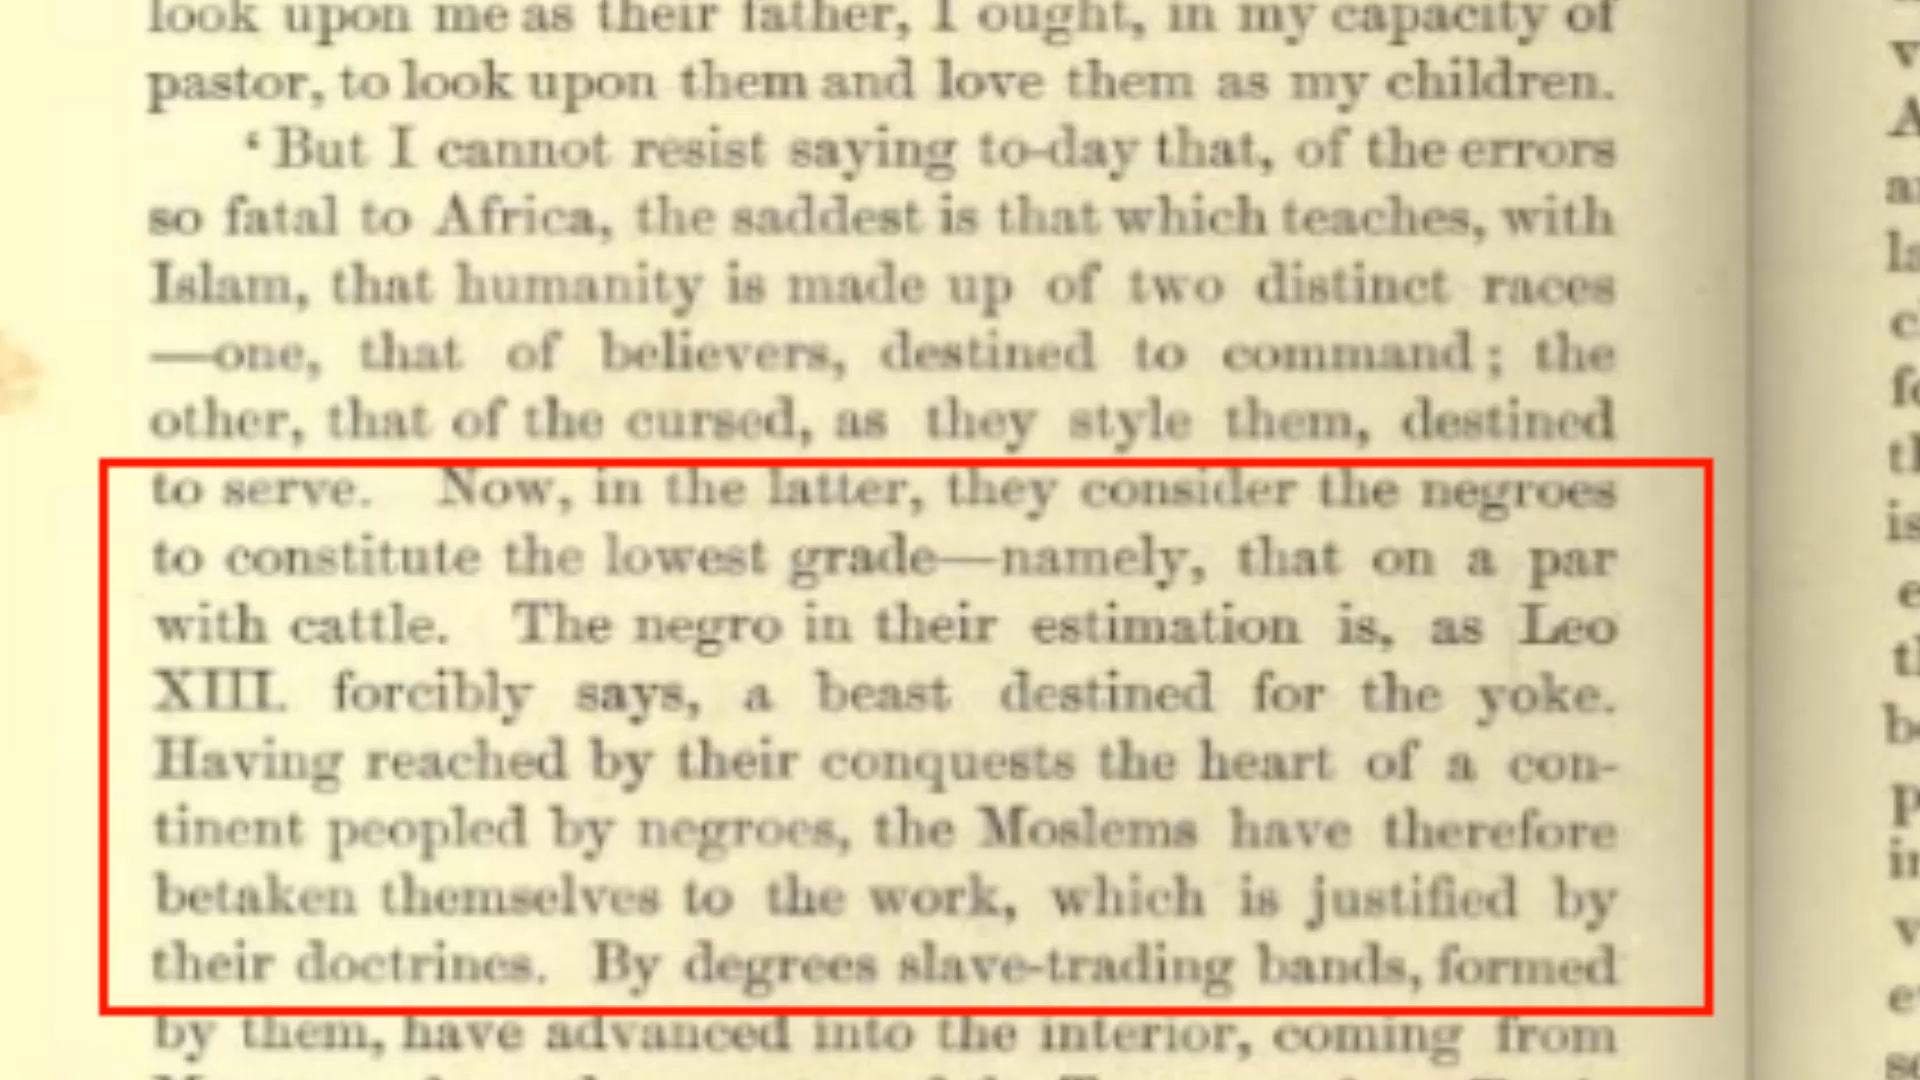 look upon me as their father, I ought, in my capacity of
pastor, to look upon them and love them as my children.
‘But I cannot resist saying to-day that, of the errors
so fatal to Africa, the saddest is that which teaches, with
Islam, that humanity is made up of two distinct races
—one, that of believers, destined to command; the
other, that of the cursed, as they style them, destined
to serve. Now, in the latter, they consider the negroes
to constitute the lowest grade—namely, that on a par
with cattle. The negro in their estimation is, as Leo
XIII. forcibly says, a beast destined for the yoke.
Having reached by their conquests the heart of a con-
tinent peopled by negroes, the Moslems have therefore
betaken themselves to the work, which is justified by
their doctrines. By degrees slave-trading bands, formed
by them, have advanced into the interior, coming from